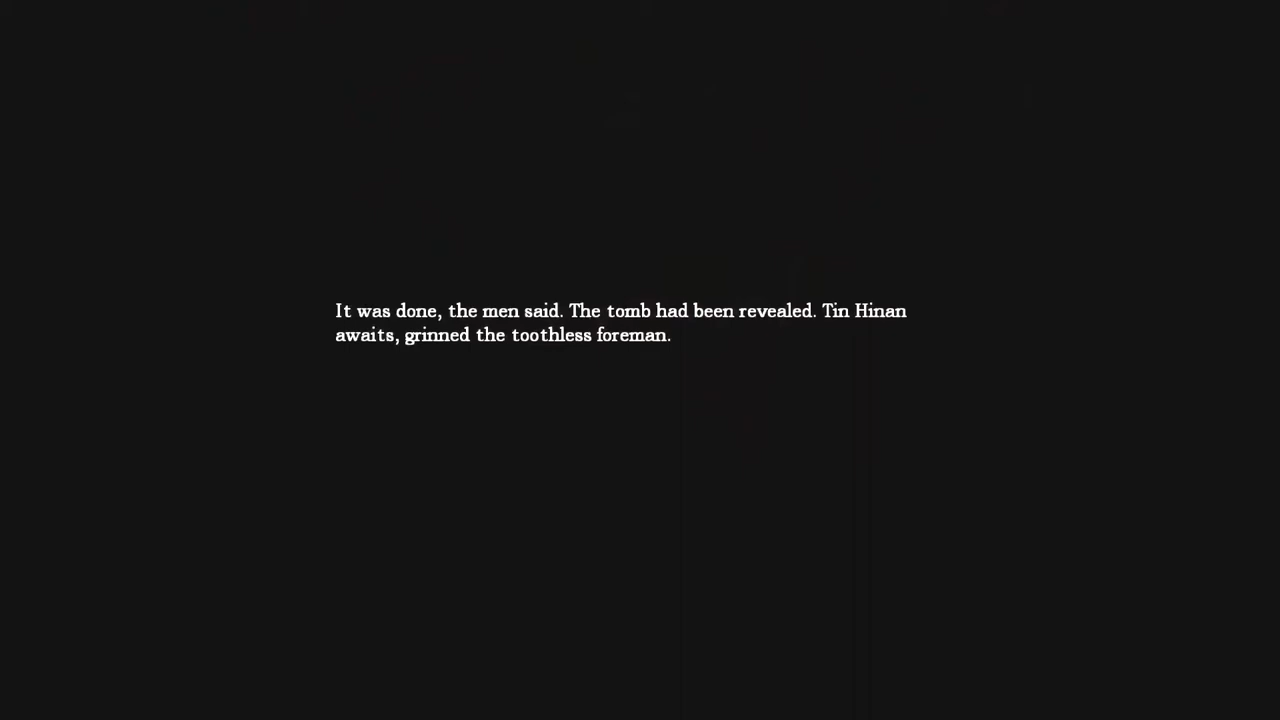 It was done, the men said. The tomb had been revealed. Tin Hinan
awaits, grinned the toothless foreman.